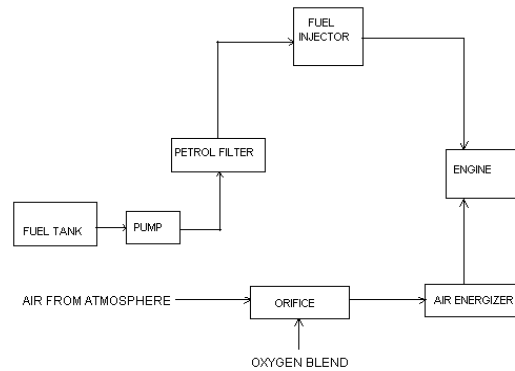 FUEL
INJECTOR
PETROL FILTER
ENGINE
FUEL TANK
PUMP
AIR FROM ATMOSPHERE
ORIFICE
AIR ENERGIZER
OXYGEN BLEND